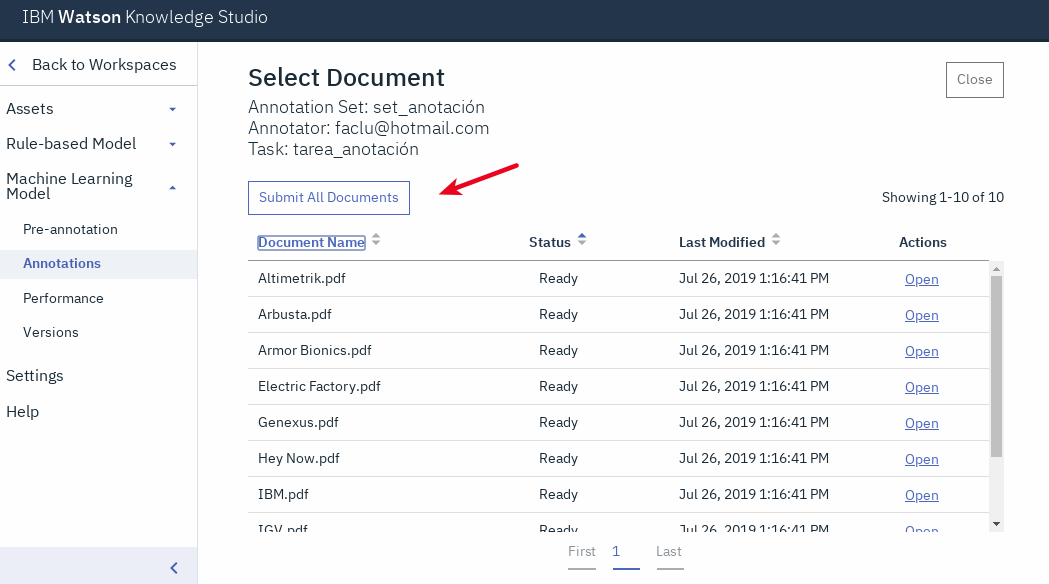 IBM Watson Knowledge Studio
Back to Workspaces
Assets
Rule-based Model
Machine Learning
Model
Pre-annotation
Annotations
Performance
Versions
Settings
Help
Select Document
Close
Annotation Set: set_anotación
Annotator: faclu@hotmail.com
Task: tarea_anotación
Submit All Documents
Showing 1-10 of 10
Document Name Status Last Modified Actions
Altimetrik.pdf Ready Jul 26, 2019 1:16:41 PM Open
Arbusta.pdf Ready Jul 26, 2019 1:16:41 PM Open
Armor Bionics.pdf Ready Jul 26, 2019 1:16:41 PM Open
Electric Factory.pdf Ready Jul 26, 2019 1:16:41 PM Open
Genexus.pdf Ready Jul 26, 2019 1:16:41 PM Open
Hey Now.pdf Ready Jul 26, 2019 1:16:41 PM Open
IBM.pdf Ready Jul 26, 2019 1:16:41 PM Open
IGV.pdf Ready Jul 26, 2019 1:16:41 PM Open
First 1 Last